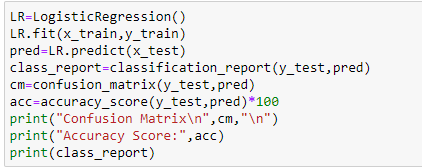 LR=LogisticRegression()
LR.fit(x_train,y_train)
pred=LR.predict(x_test)
class_report=classification_report(y_test,pred)
cm=confusion_matrix(y_test,pred)
acc=accuracy_score(y_test,pred)*100
print("Confusion Matrix\n",cm,"\n")
print("Accuracy Score:",acc)
print(class_report)